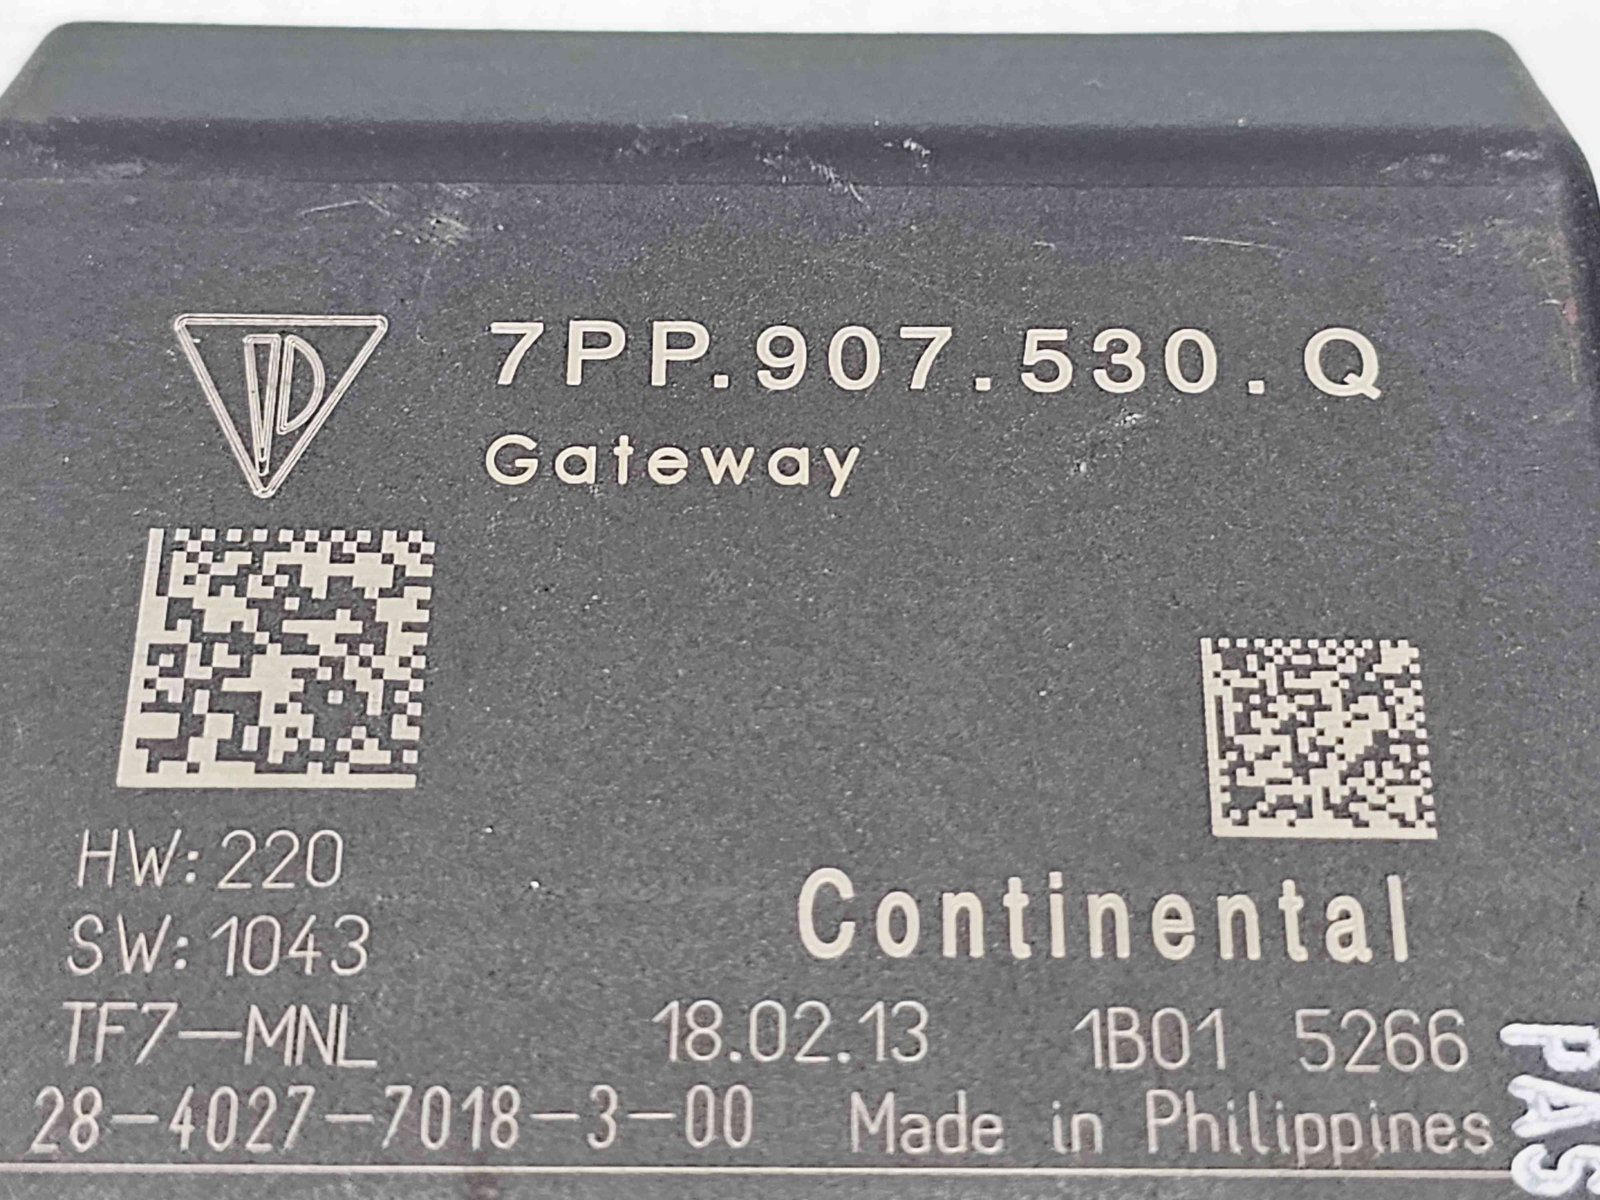 7PP.907.530.Q
Gateway
HW:220
SW:1043
Continental
TF7-MNL 18.02.13 1B01 5266
28-4027-7018-3-00 Made in Philippines
PAS